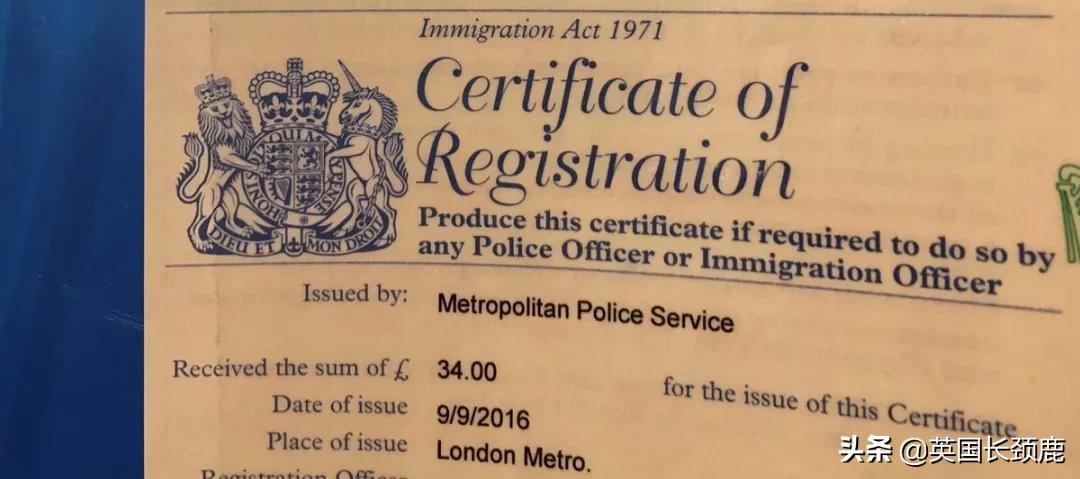 Immigration Act 1971
Certificate of
Registration
Produce this certificate if required to do so by
any Police Officer or Immigration Officer
DIEU ET MON DROIT
Issued by: Metropolitan Police Service
Received the sum of £ 34.00 for the issue of this Certificate
Date of issue 9/9/2016
Place of issue London Metro.
Registration Officer
头条 @英国长颈鹿